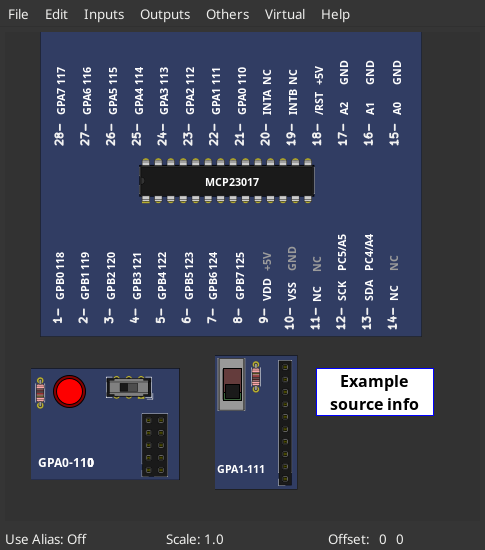 File Edit Inputs Outputs Others Virtual Help
28- GPA7 117
27- GPA6 116
26- GPA5 115
25- GPA4 114
24- GPA3 113
23- GPA2 112
22- GPA1 111
21- GPA0 110
20- INTA NC
19- INTB NC
18- /RST +5V
17- A2 GND
16- A1 GND
15- A0 GND
MCP23017
1- GPB0 118
2- GPB1 119
3- GPB2 120
4- GPB3 121
5- GPB4 122
6- GPB5 123
7- GPB6 124
8- GPB7 125
9- VDD +5V
10- VSS GND
11- NC NC
12- SCK PC5/A5
13- SDA PC4/A4
14- NC NC
GPA0-110
GPA1-111
Example
source info
Use Alias: Off Scale: 1.0 Offset: 0 0